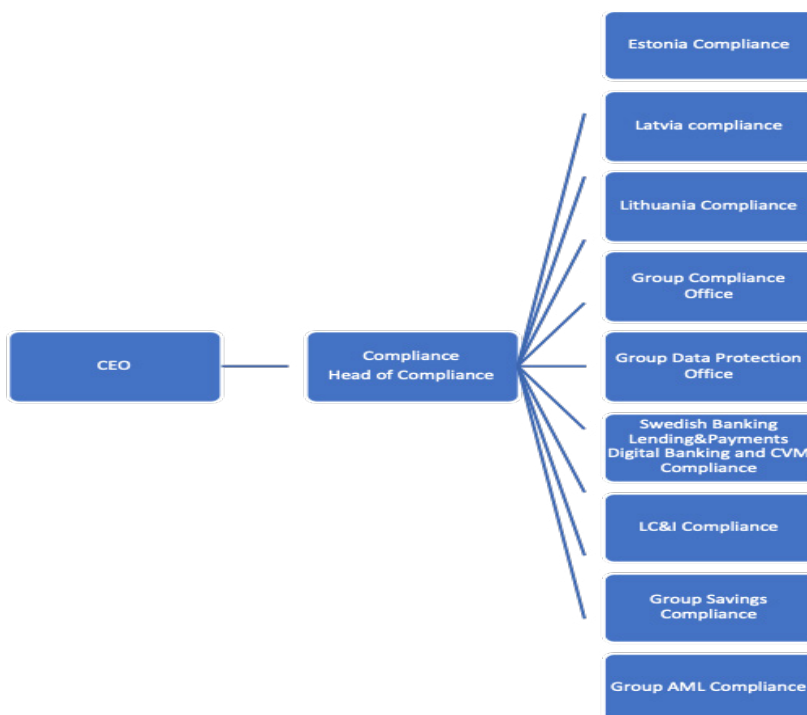 Estonia Compliance
Latvia compliance
Lithuania Compliance
Group Compliance
Office
CEO
Compliance
Head of Compliance
Group Data Protection
Office
Swedish Banking
Lending&Payments
Digital Banking and CVM
Compliance
LC&I Compliance
Group Savings
Compliance
Group AML Compliance